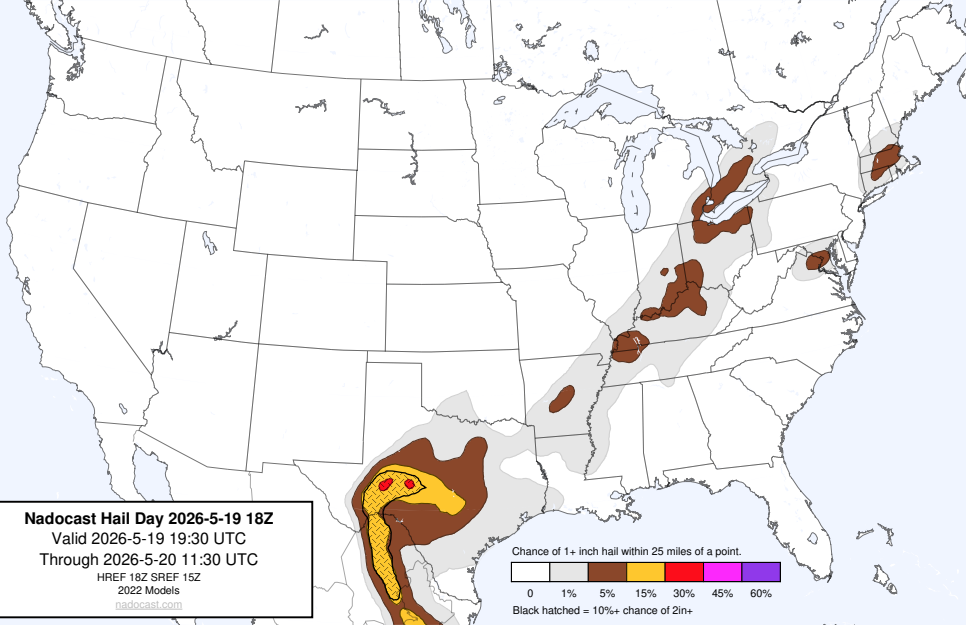 Nadocast Hail Day 2026-5-19 18Z
Valid 2026-5-19 19:30 UTC
Through 2026-5-20 11:30 UTC
HREF 18Z SREF 15Z
2022 Models
nadocast.com
Chance of 1+ inch hail within 25 miles of a point.
0 1% 5% 15% 30% 45% 60%
Black hatched = 10%+ chance of 2in+